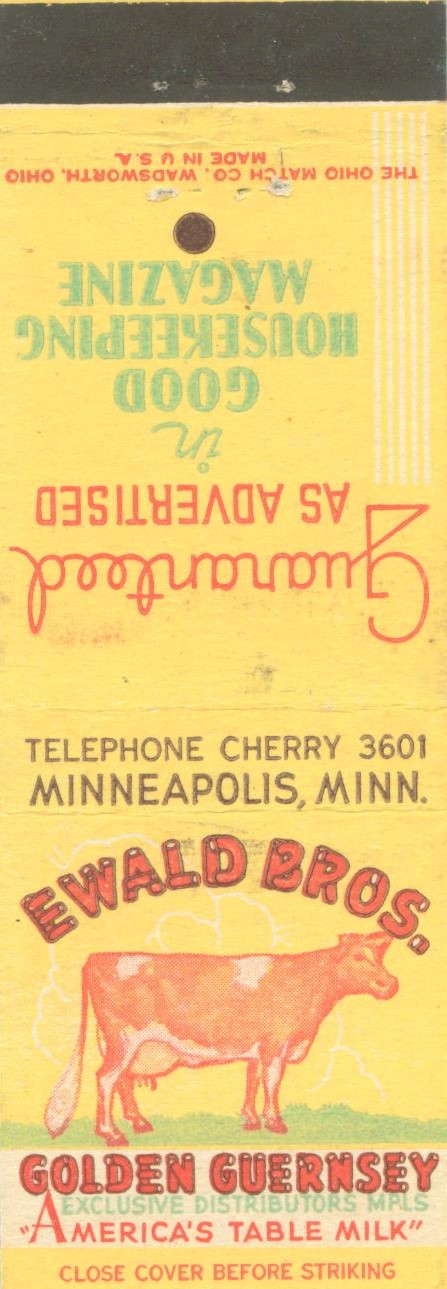 THE OHIO MATCH CO. WADSWORTH, OHIO
MADE IN U.S.A.
Guaranteed
AS ADVERTISED
in
GOOD
HOUSEKEEPING
MAGAZINE
TELEPHONE CHERRY 3601
MINNEAPOLIS, MINN.
EWALD BROS.
GOLDEN GUERNSEY
EXCLUSIVE DISTRIBUTORS MPLS
"AMERICA'S TABLE MILK"
CLOSE COVER BEFORE STRIKING